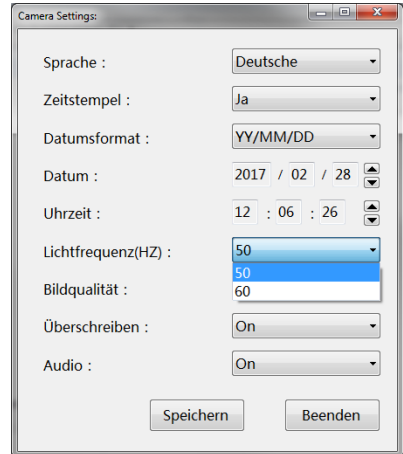 Camera Settings:
Sprache : Deutsche
Zeitstempel : Ja
Datumsformat : YY/MM/DD
Datum : 2017 / 02 / 28
Uhrzeit : 12 : 06 : 26
Lichtfrequenz(HZ) : 50
50
Bildqualität :
60
Überschreiben : On
Audio : On
Speichern Beenden